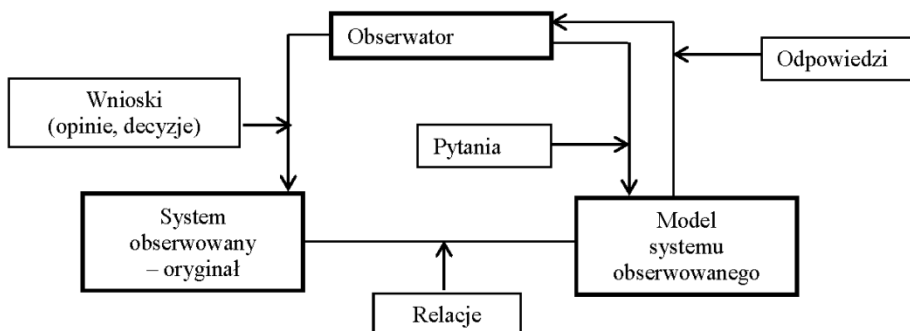 Obserwator
Odpowiedzi
Wnioski
(opinie, decyzje)
Pytania
System
obserwowany
– oryginał
Model
systemu
obserwowanego
Relacje